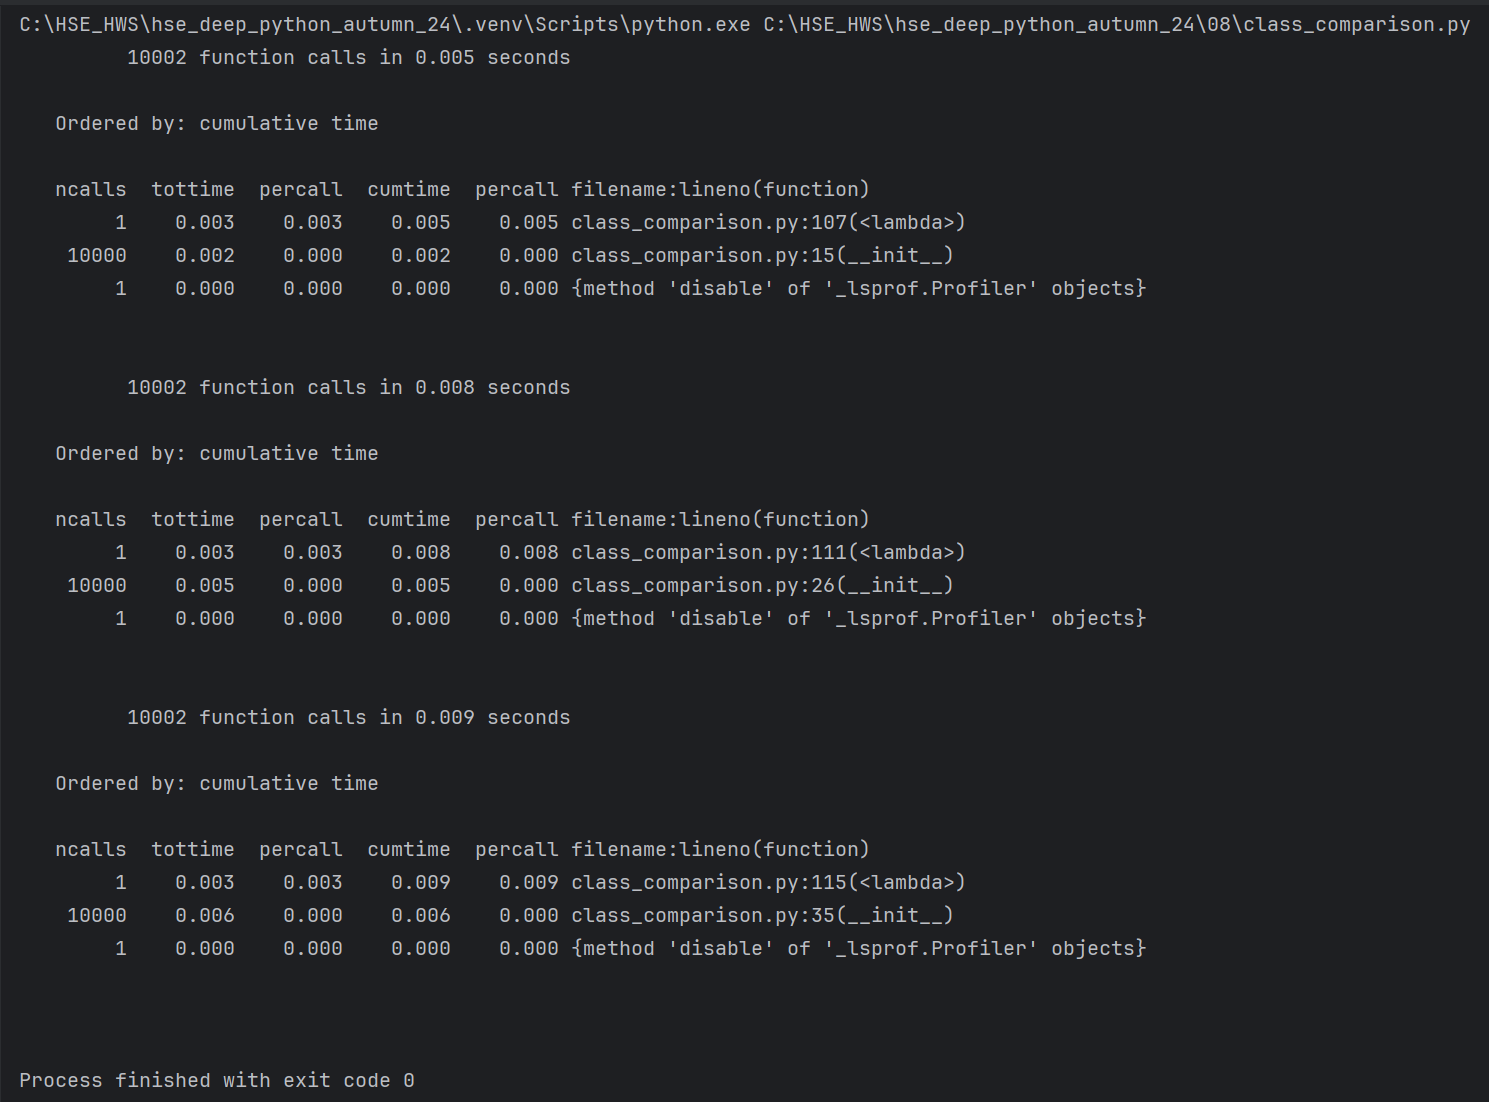 C:\HSE_HWS\hse_deep_python_autumn_24\.venv\Scripts\python.exe C:\HSE_HWS\hse_deep_python_autumn_24\08\class_comparison.py
         10002 function calls in 0.005 seconds

   Ordered by: cumulative time

   ncalls  tottime  percall  cumtime  percall filename:lineno(function)
        1    0.003    0.003    0.005    0.005 class_comparison.py:107(<lambda>)
    10000    0.002    0.000    0.002    0.000 class_comparison.py:15(__init__)
        1    0.000    0.000    0.000    0.000 {method 'disable' of '_lsprof.Profiler' objects}


         10002 function calls in 0.008 seconds

   Ordered by: cumulative time

   ncalls  tottime  percall  cumtime  percall filename:lineno(function)
        1    0.003    0.003    0.008    0.008 class_comparison.py:111(<lambda>)
    10000    0.005    0.000    0.005    0.000 class_comparison.py:26(__init__)
        1    0.000    0.000    0.000    0.000 {method 'disable' of '_lsprof.Profiler' objects}


         10002 function calls in 0.009 seconds

   Ordered by: cumulative time

   ncalls  tottime  percall  cumtime  percall filename:lineno(function)
        1    0.003    0.003    0.009    0.009 class_comparison.py:115(<lambda>)
    10000    0.006    0.000    0.006    0.000 class_comparison.py:35(__init__)
        1    0.000    0.000    0.000    0.000 {method 'disable' of '_lsprof.Profiler' objects}



Process finished with exit code 0